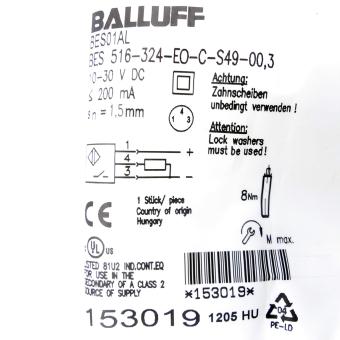 BALLUFF
BES01AL
BES 516-324-EO-C-S49-00,3
10-30 V DC
≤ 200 mA
sn = 1,5mm
Achtung:
Zahnscheiben
unbedingt verwenden!
Attention:
Lock washers
must be used!
1
4
3
+
-
1 Stück/ piece
Country of origin
Hungary
8Nm
M max.
CE
UL US
LISTED 81U2 IND.CONT.EQ
FOR USE IN THE
SECONDARY OF A CLASS 2
SOURCE OF SUPPLY
*153019*
153019 1205 HU
04
PE-LD